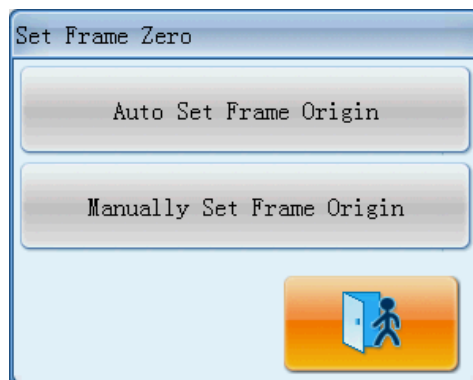 Set Frame Zero
Auto Set Frame Origin
Manually Set Frame Origin